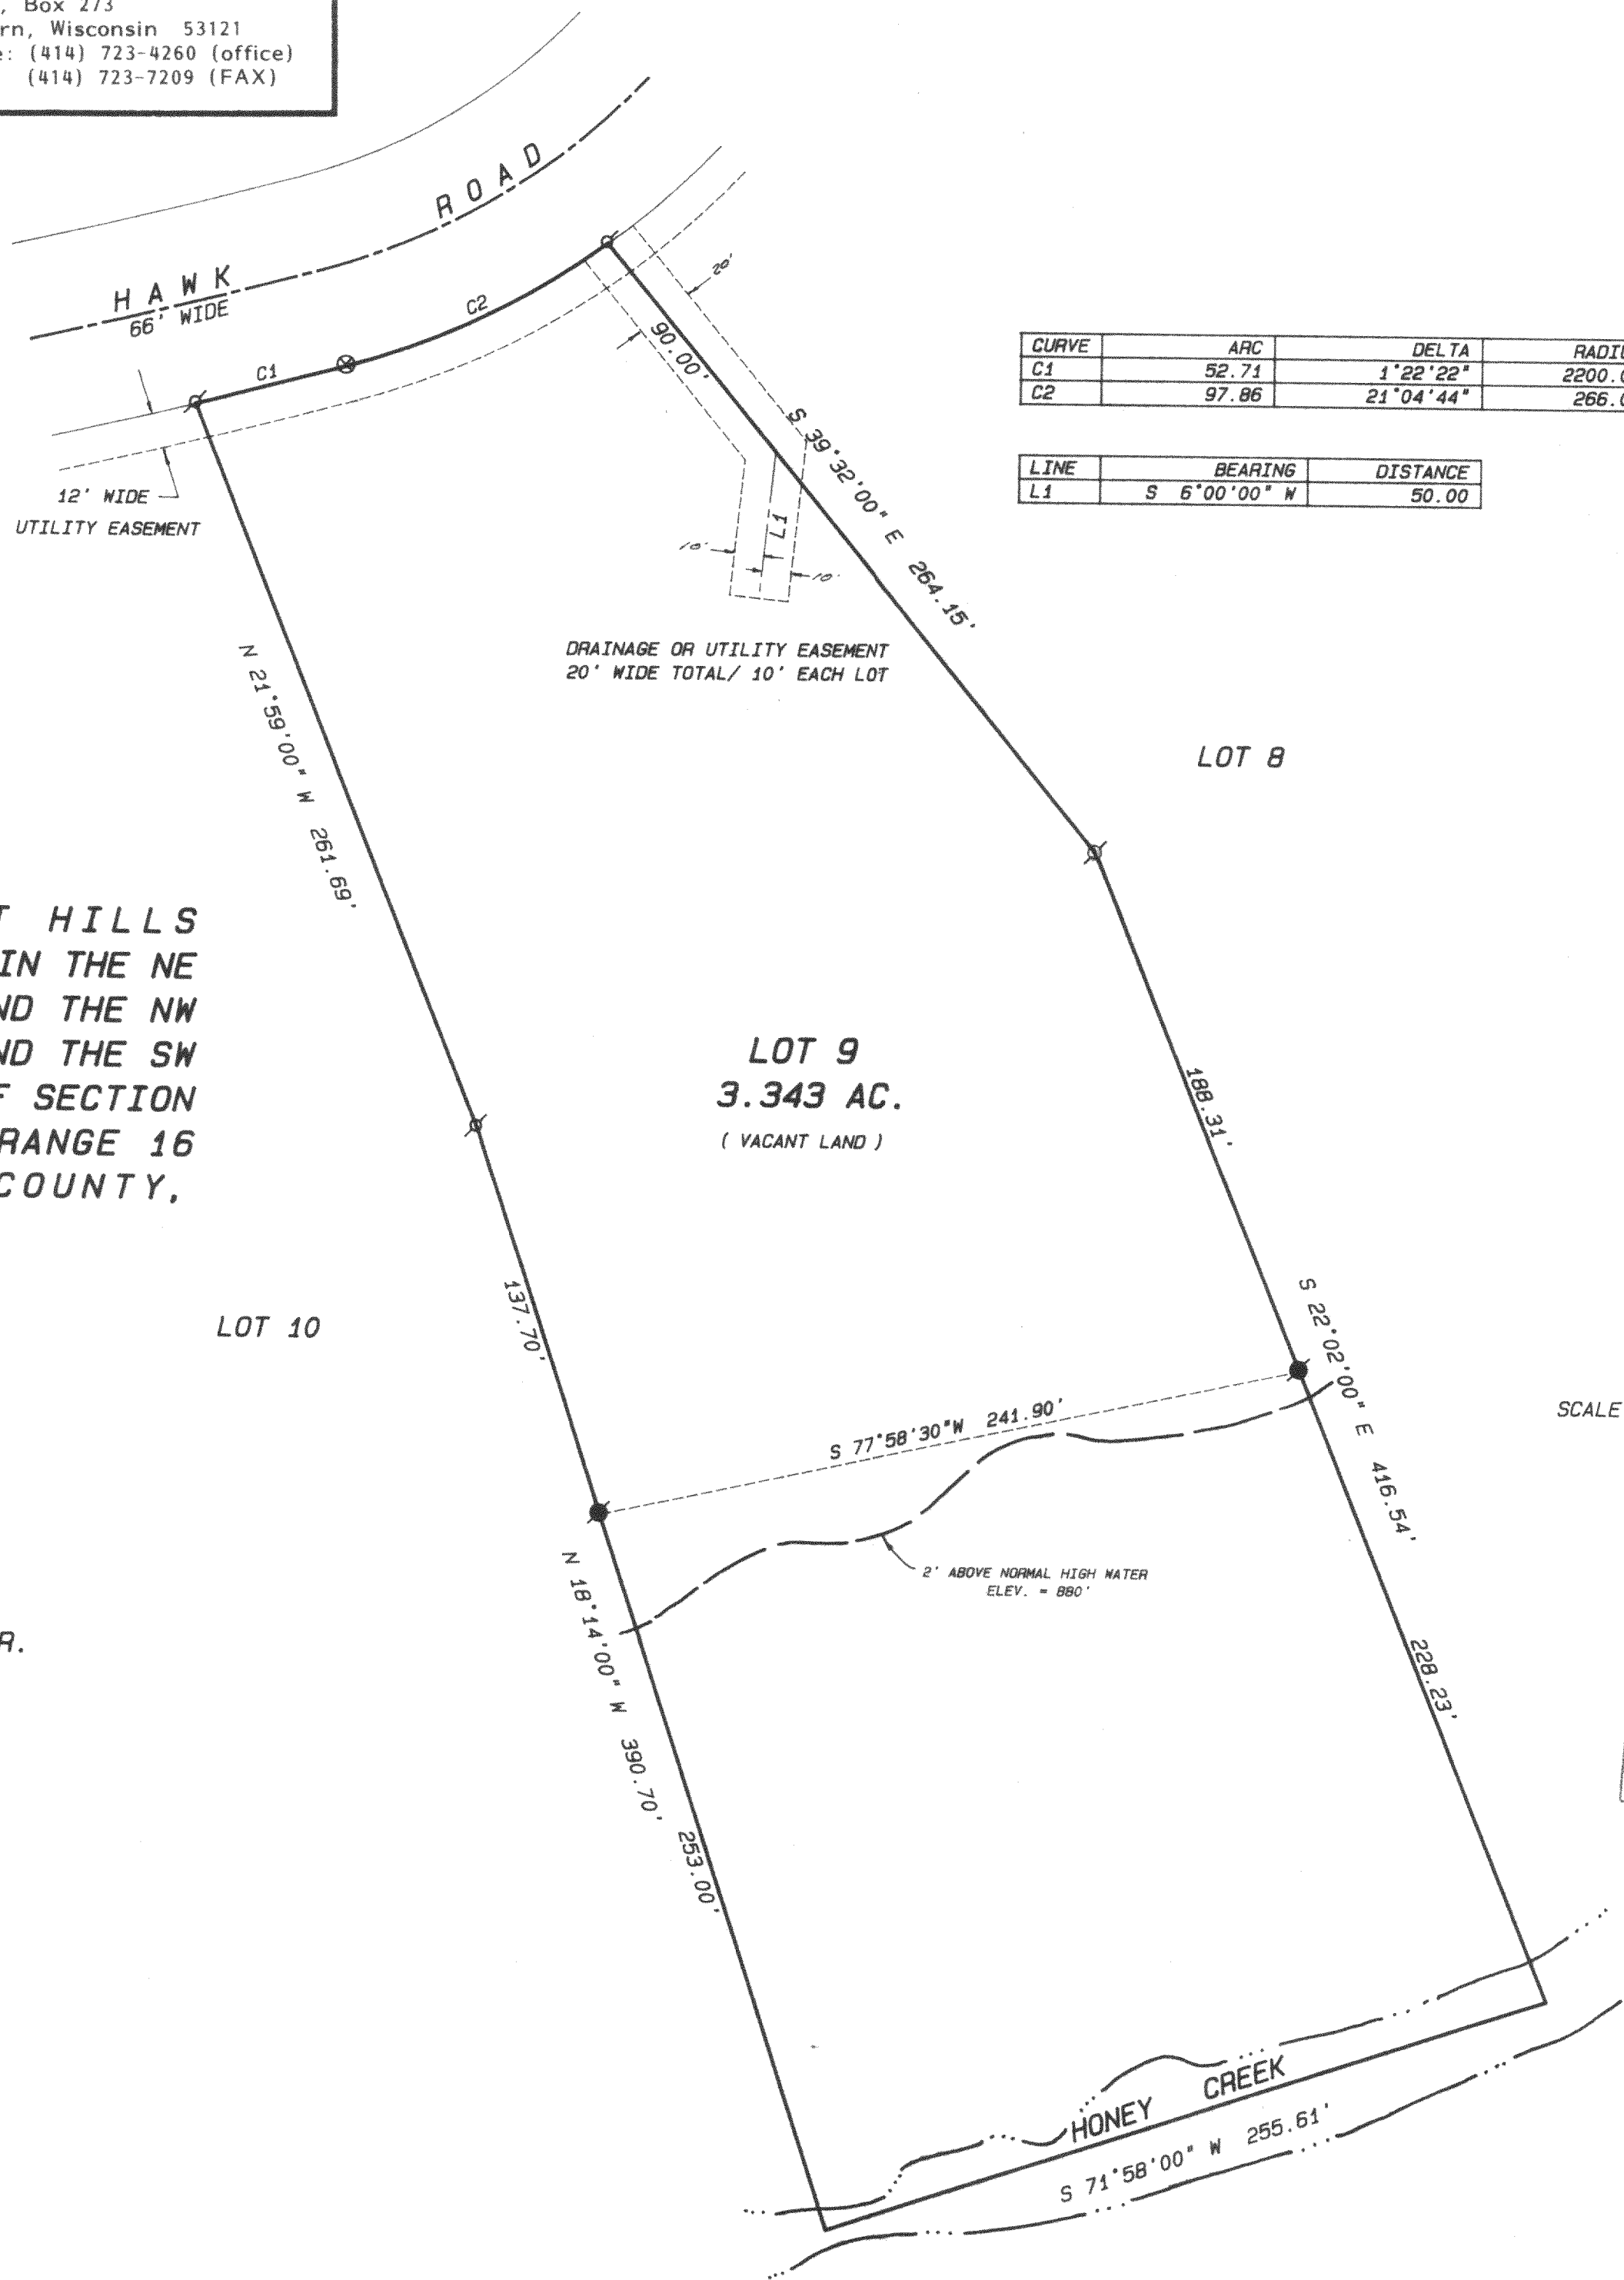 , Box 273
rn, Wisconsin 53121
e: (414) 723-4260 (office)
(414) 723-7209 (FAX)
HAWK ROAD
66' WIDE
C1
C2
12' WIDE
UTILITY EASEMENT
20'
90.00'
S 39°32'00" E 264.15'
L1
10'
10'
DRAINAGE OR UTILITY EASEMENT
20' WIDE TOTAL/ 10' EACH LOT
CURVE ARC DELTA RADIU
C1 52.71 1°22'22" 2200.0
C2 97.86 21°04'44" 266.0
LINE BEARING DISTANCE
L1 S 6°00'00" W 50.00
N 21°59'00" W 261.69'
LOT 8
T HILLS
IN THE NE
ND THE NW
ND THE SW
F SECTION
RANGE 16
COUNTY,
LOT 9
3.343 AC.
( VACANT LAND )
188.31'
137.70'
LOT 10
S 22°02'00" E 416.54'
S 77°58'30"W 241.90'
SCALE
2' ABOVE NORMAL HIGH WATER
ELEV. = 880'
N 18°14'00" W 390.70'
R.
228.23'
253.00'
HONEY CREEK
S 71°58'00" W 255.61'